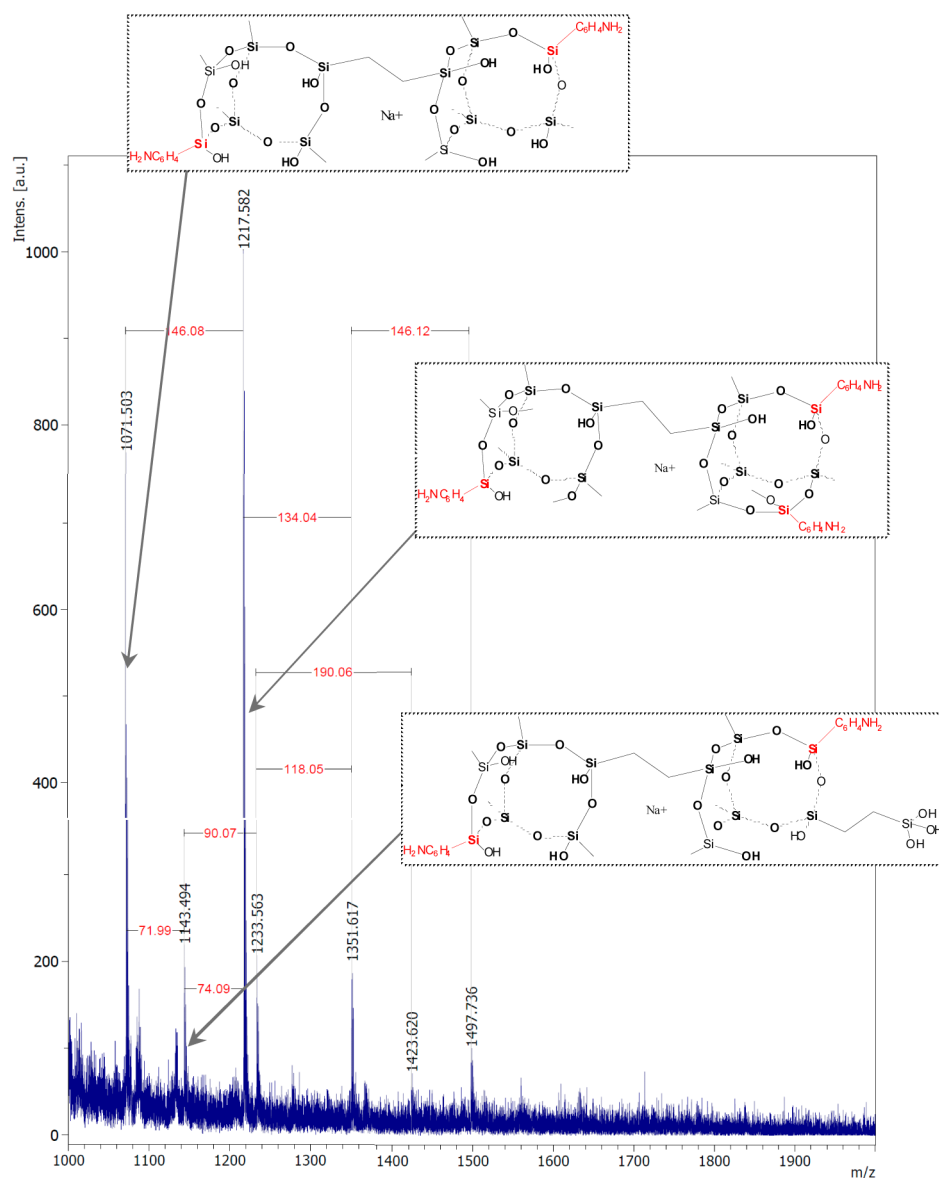 C6H4NH2
Si O Si
O Si O Si OH
Si OH O HO O OH Si O HO O
O O Na+ O
O Si O Si O O Si
Si O Si O HO
H2NC6H4 OH HO Si OH
Intens. [a.u.]
1217.582
1000
146.08 146.12
1071.503
C6H4NH2
Si O Si O
O Si O Si
Si O HO Si OH HO O
O O O Na+ O
O Si O Si O Si
Si O Si O
H2NC6H4 OH O Si O Si
C6H4NH2
800
134.04
600
190.06
C6H4NH2
Si O Si O
O Si O Si
Si OH HO Si OH HO O
O O O Na+ O
O Si O Si O Si
Si O Si HO Si OH
H2NC6H4 OH HO Si OH OH
OH
118.05
400
90.07
1143.494
1233.563
1351.617
71.99
200
74.09
1423.620
1497.736
0
1000 1100 1200 1300 1400 1500 1600 1700 1800 1900
m/z